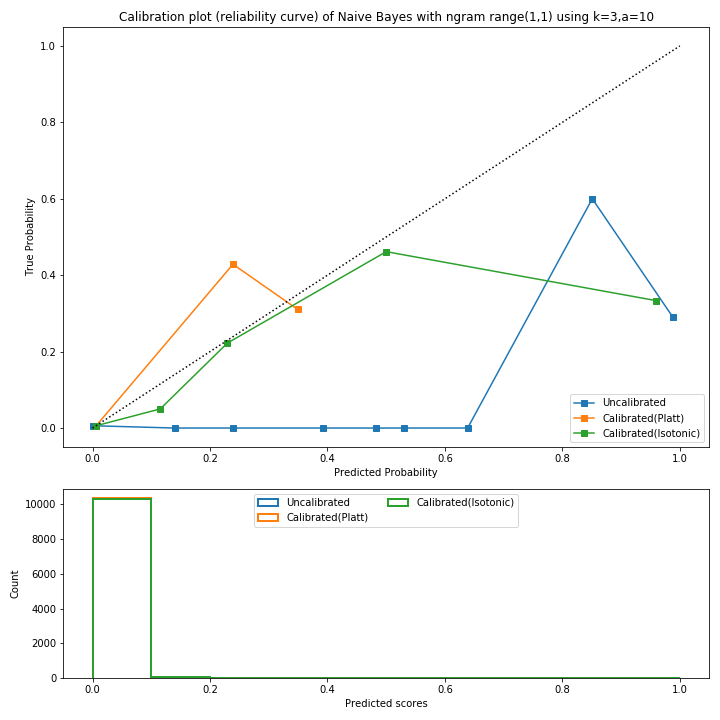 Calibration plot (reliability curve) of Naive Bayes with ngram range(1,1) using k=3,a=10
1.0
0.8
0.6
0.4
0.2
0.0
True Probability
Uncalibrated
Calibrated(Platt)
Calibrated(Isotonic)
0.0 0.2 0.4 0.6 0.8 1.0
Predicted Probability
10000
8000
6000
4000
2000
0
Count
Uncalibrated Calibrated(Isotonic)
Calibrated(Platt)
0.0 0.2 0.4 0.6 0.8 1.0
Predicted scores